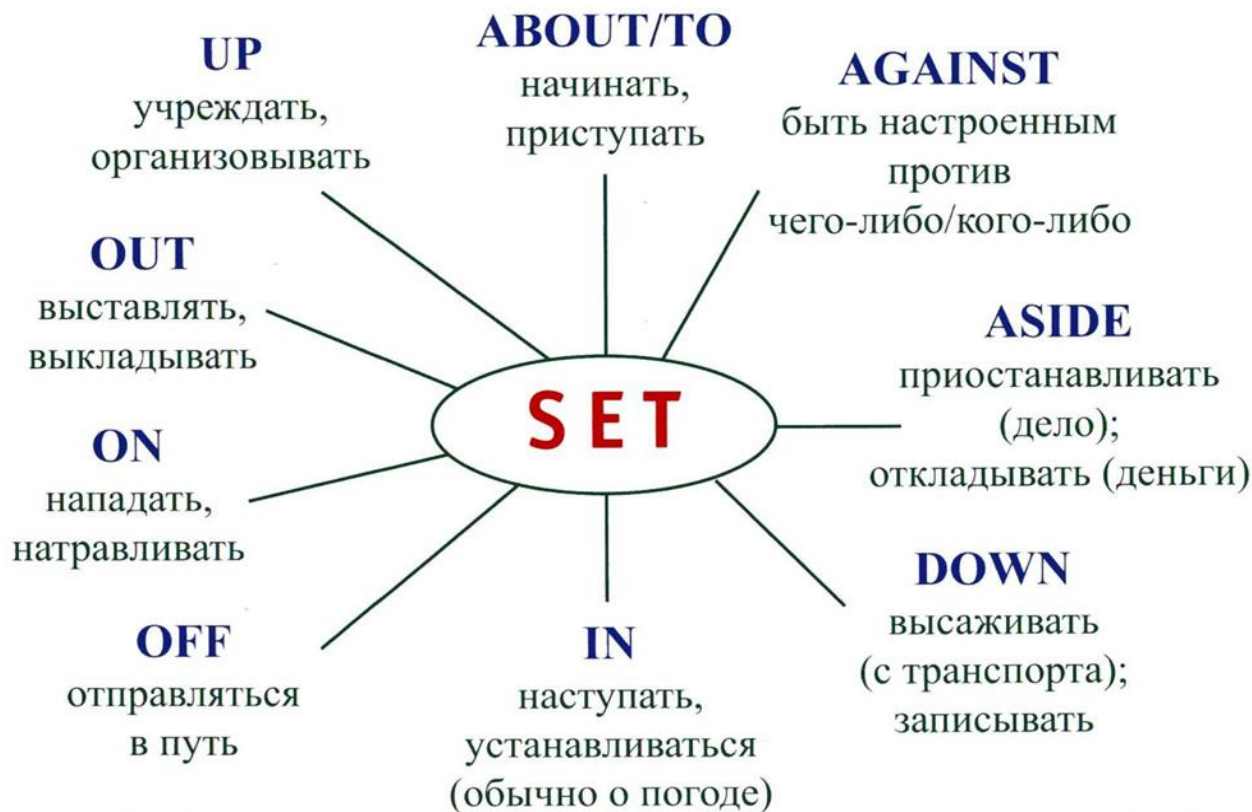 UP
учреждать,
организовывать
ABOUT/TO
начинать,
приступать
AGAINST
быть настроенным
против
чего-либо/кого-либо
OUT
выставлять,
выкладывать
SET
ASIDE
приостанавливать
(дело);
откладывать (деньги)
ON
нападать,
натравливать
DOWN
высаживать
(с транспорта);
записывать
OFF
отправляться
в путь
IN
наступать,
устанавливаться
(обычно о погоде)